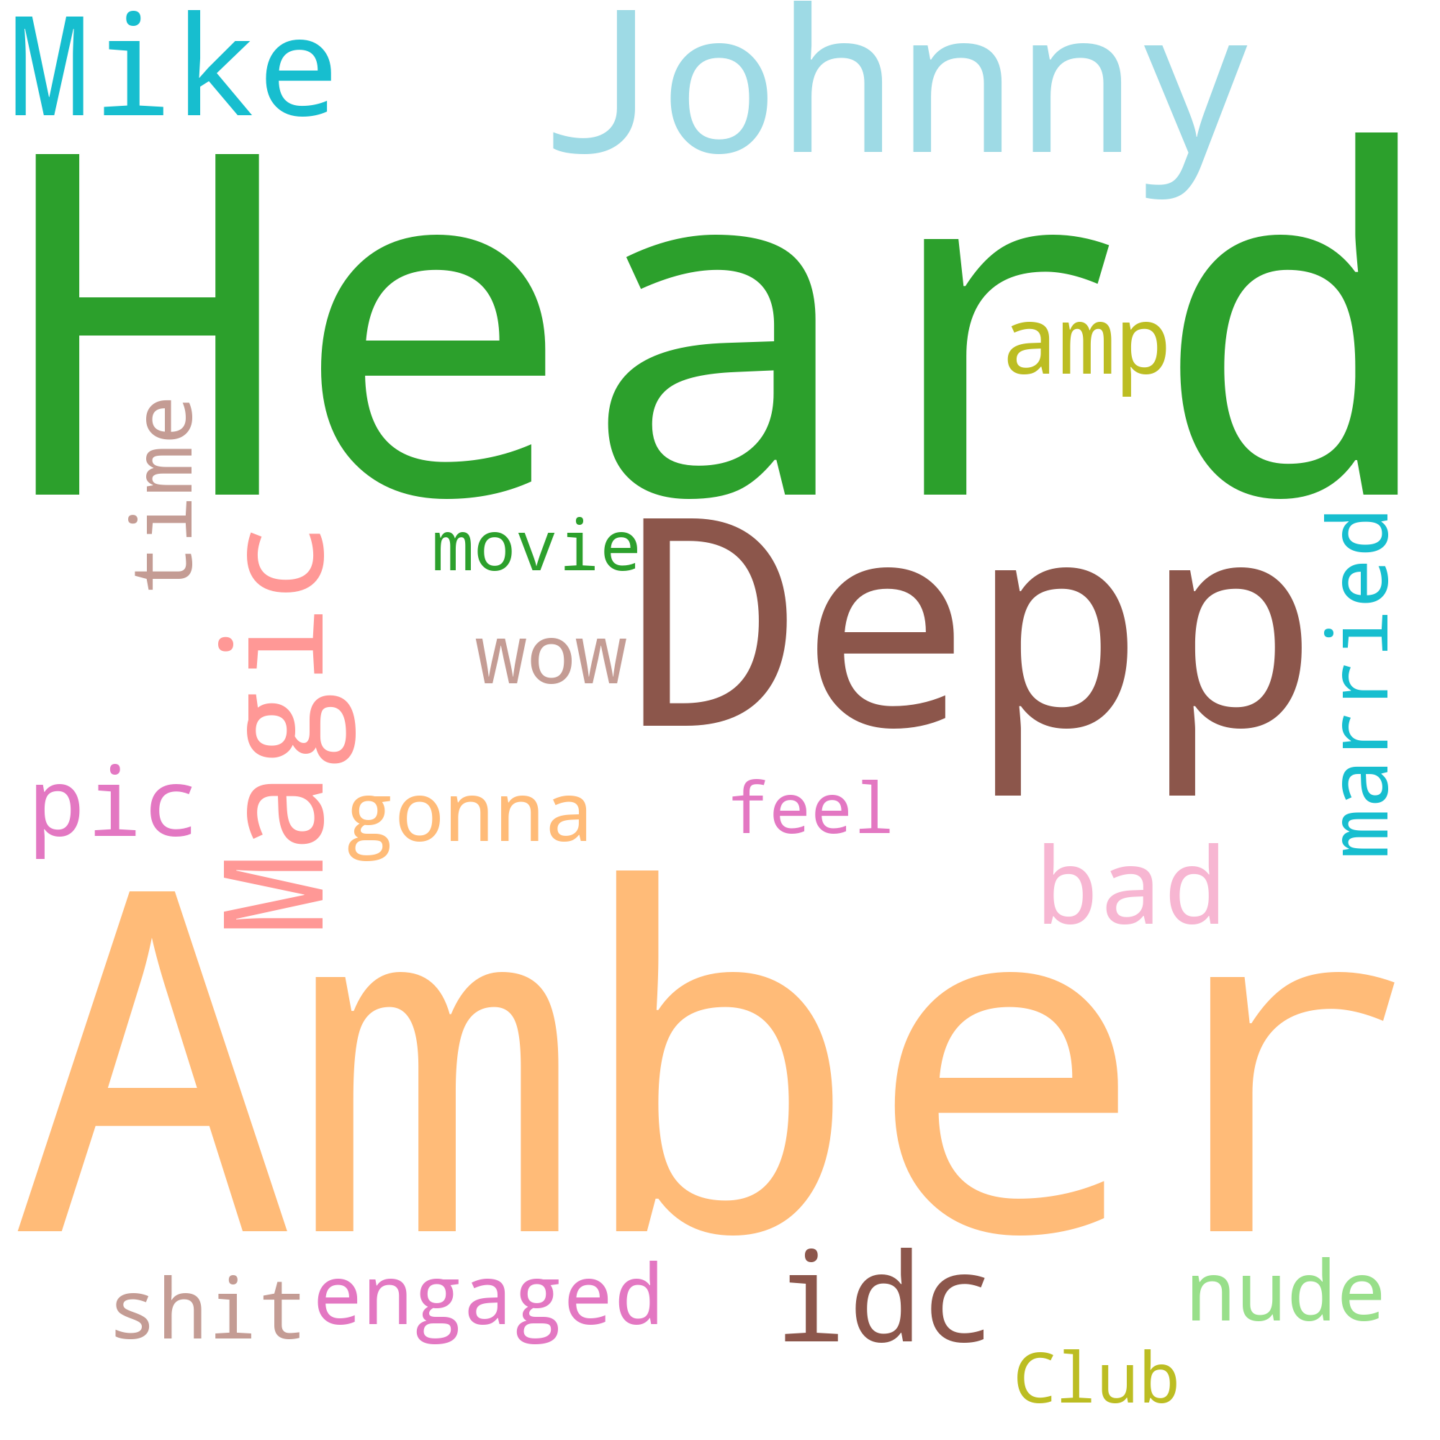 Mike
Johnny
Heard
amp
time
movie
Depp
married
Magic
wow
pic
gonna
feel
bad
Amber
shit
engaged
idc
nude
Club